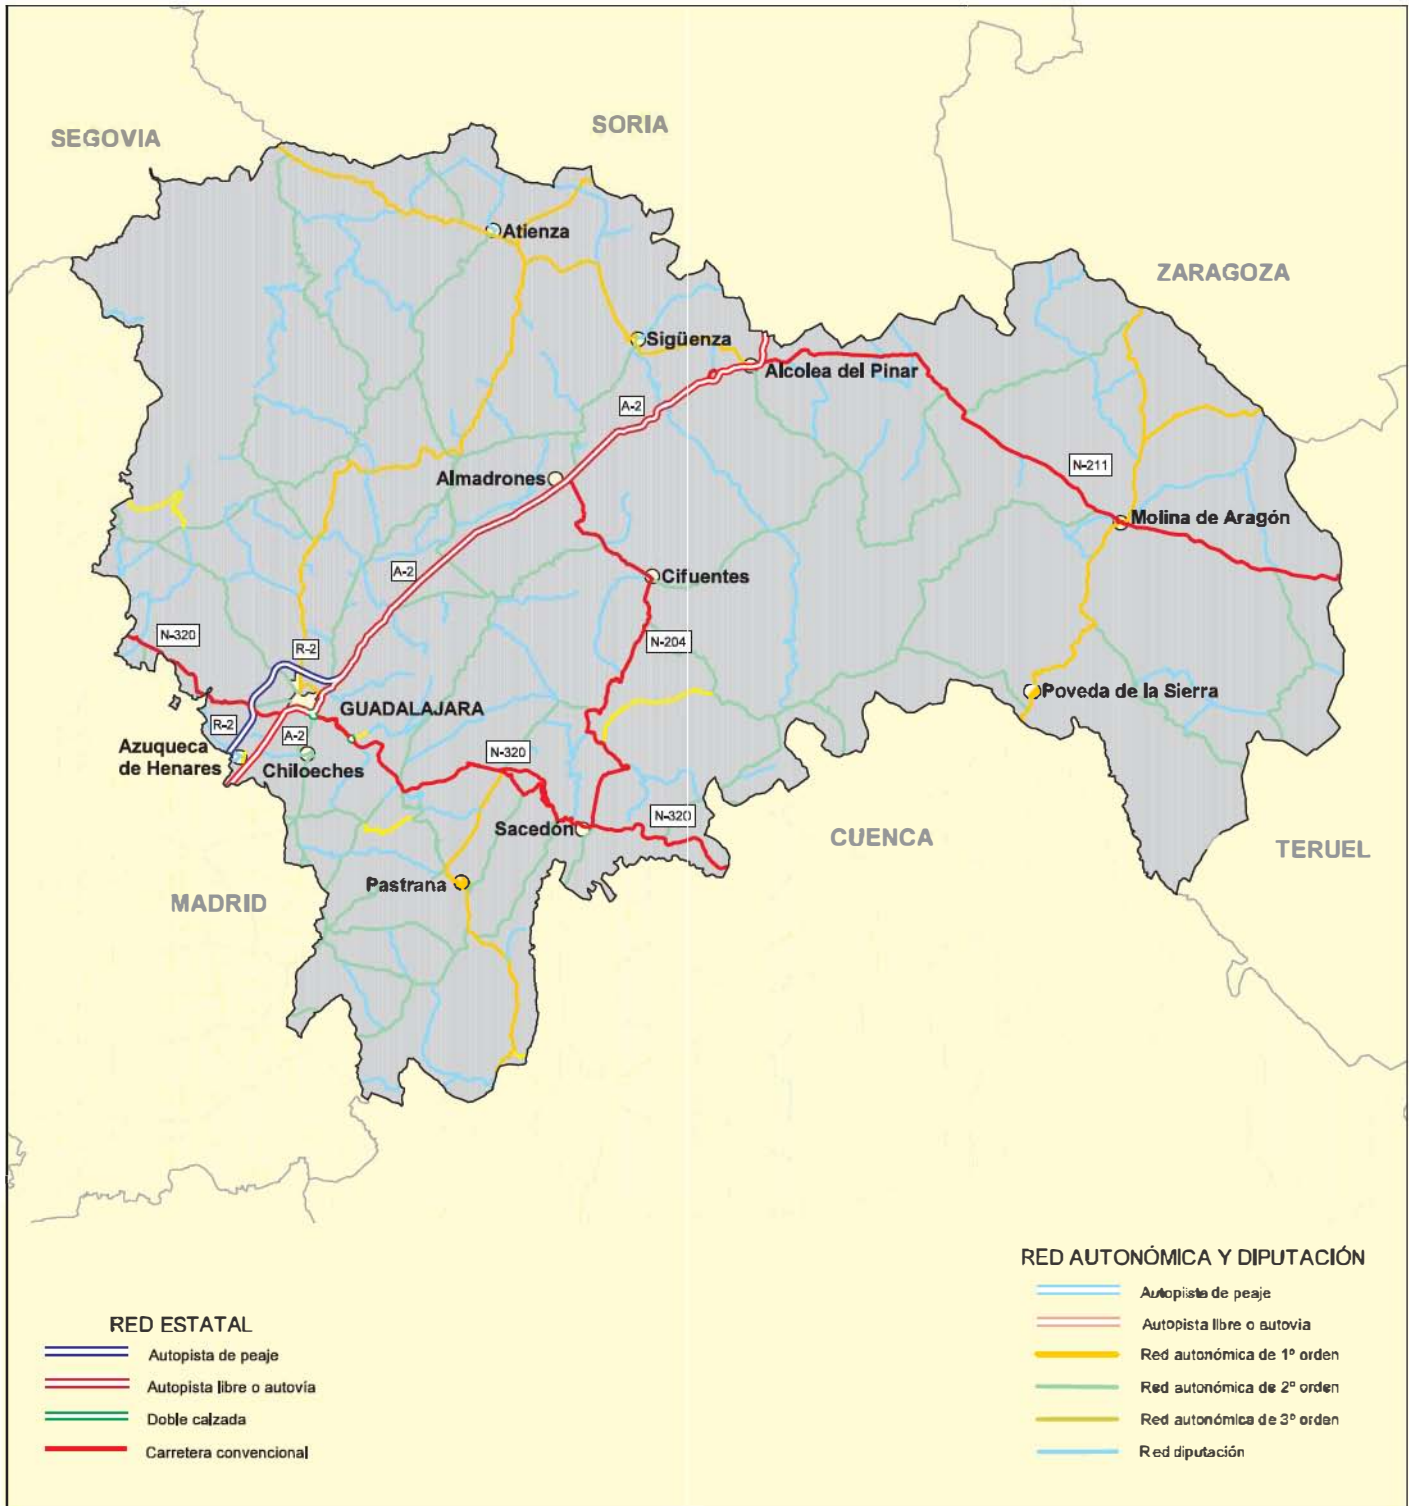 SEGOVIA
SORIA
ZARAGOZA
Atienza
Sigüenza
Alcolea del Pinar
A-2
N-211
Almadrones
Molina de Aragón
A-2
Cifuentes
N-320
R-2
N-204
Poveda de la Sierra
GUADALAJARA
R-2
A-2
Azuqueca
de Henares
Chiloeches
N-320
N-320
Sacedón
CUENCA
TERUEL
Pastrana
MADRID
RED ESTATAL
Autopista de peaje
Autopista libre o autovía
Doble calzada
Carretera convencional
RED AUTONÓMICA Y DIPUTACIÓN
Autopista de peaje
Autopista libre o autovia
Red autonómica de 1º orden
Red autonómica de 2º orden
Red autonómica de 3º orden
Red diputación